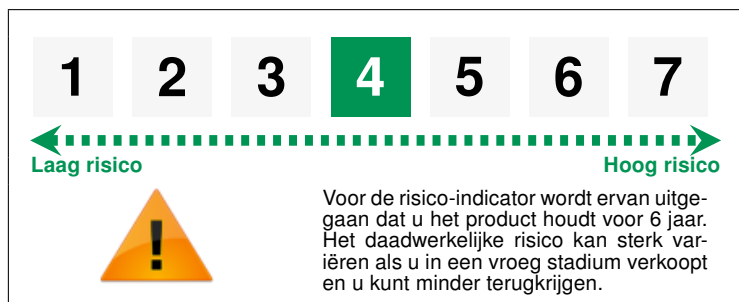 1 2 3 4 5 6 7
Laag risico Hoog risico
!
Voor de risico-indicator wordt ervan uitge-
gaan dat u het product houdt voor 6 jaar.
Het daadwerkelijke risico kan sterk var-
iëren als u in een vroeg stadium verkoopt
en u kunt minder terugkrijgen.